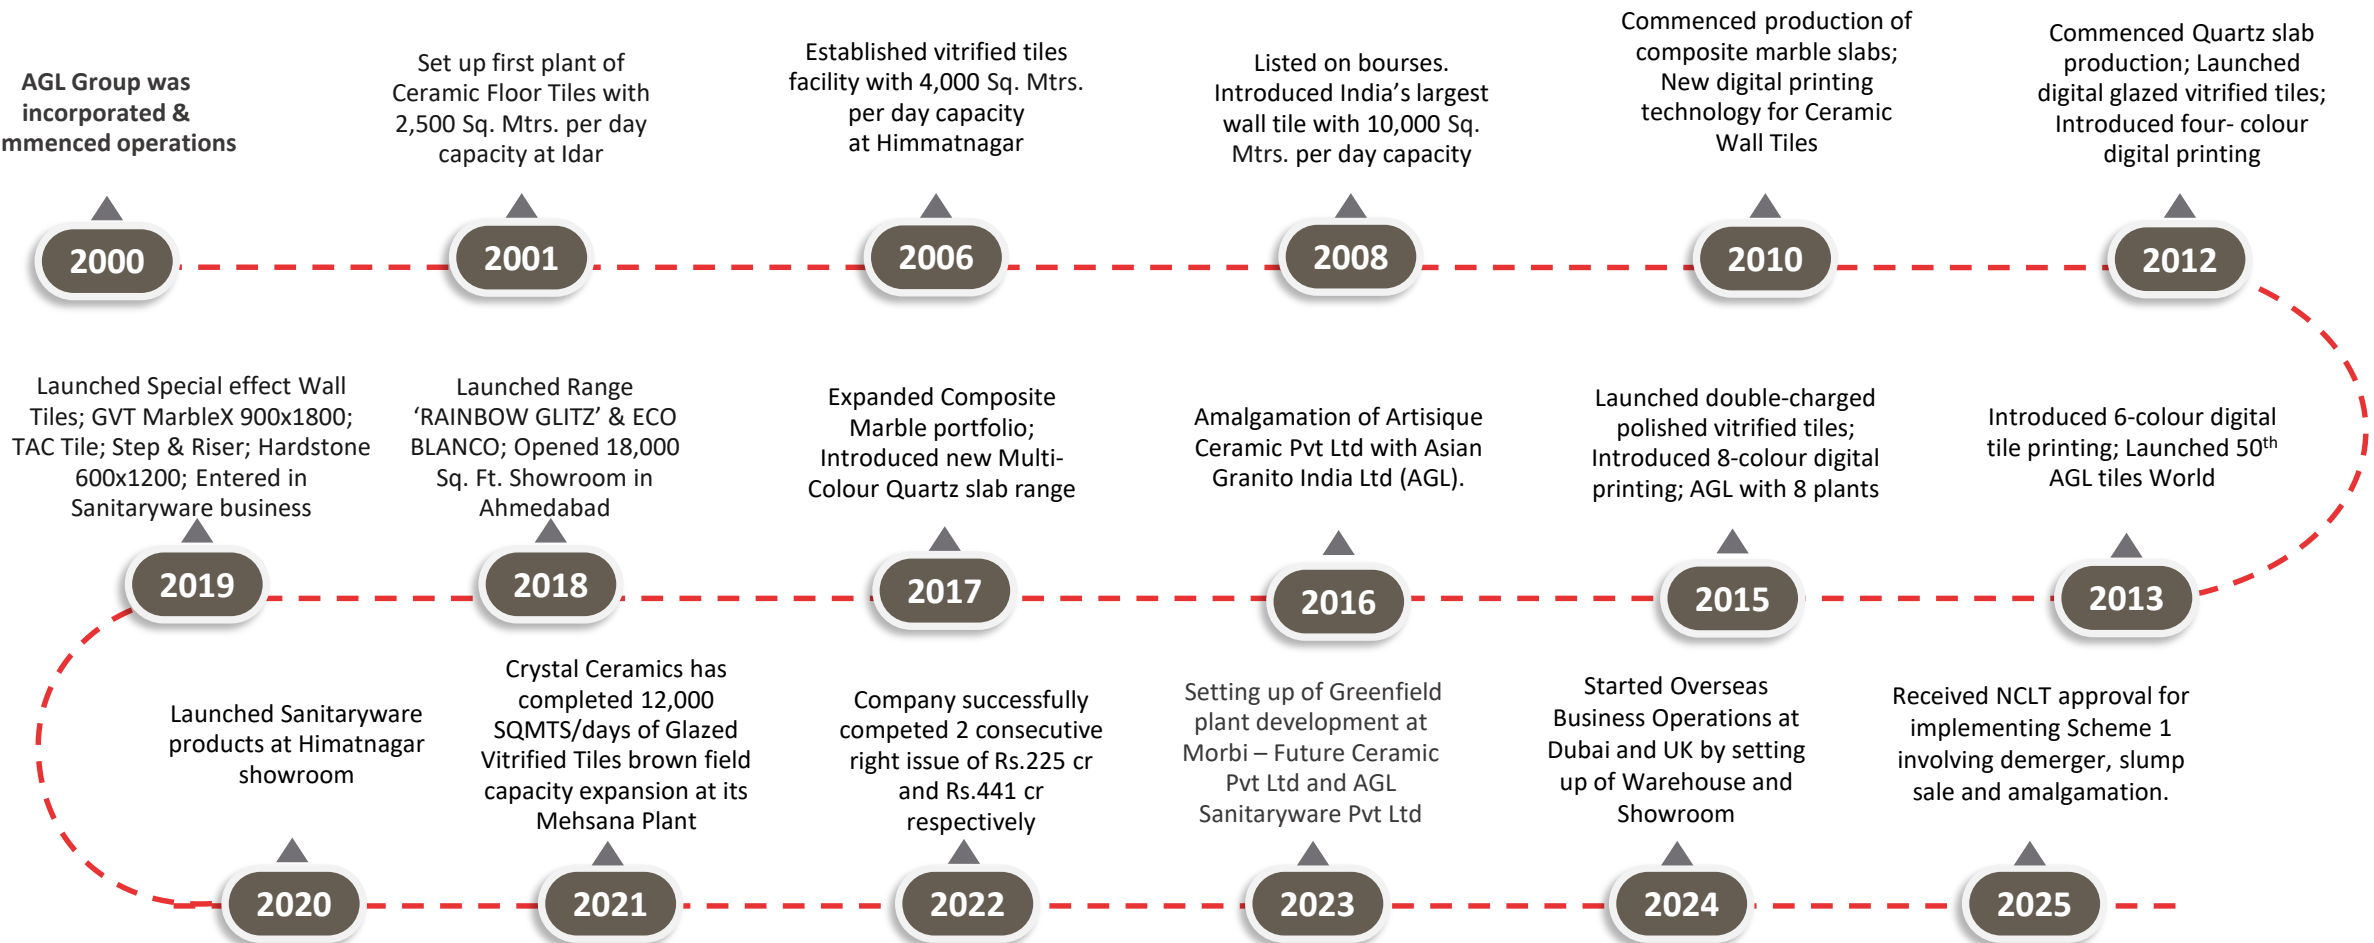 AGL Group was
incorporated &
mmenced operations
Set up first plant of
Ceramic Floor Tiles with
2,500 Sq. Mtrs. per day
capacity at Idar
Established vitrified tiles
facility with 4,000 Sq. Mtrs.
per day capacity
at Himmatnagar
Listed on bourses.
Introduced India's largest
wall tile with 10,000 Sq.
Mtrs. per day capacity
Commenced production of
composite marble slabs;
New digital printing
technology for Ceramic
Wall Tiles
Commenced Quartz slab
production; Launched
digital glazed vitrified tiles;
Introduced four- colour
digital printing
2000
2001
2006
2008
2010
2012
Launched Special effect Wall
Tiles; GVT MarbleX 900x1800;
TAC Tile; Step & Riser; Hardstone
600x1200; Entered in
Sanitaryware business
Launched Range
‘RAINBOW GLITZ’ & ECO
BLANCO; Opened 18,000
Sq. Ft. Showroom in
Ahmedabad
Expanded Composite
Marble portfolio;
Introduced new Multi-
Colour Quartz slab range
Amalgamation of Artisique
Ceramic Pvt Ltd with Asian
Granito India Ltd (AGL).
Launched double-charged
polished vitrified tiles;
Introduced 8-colour digital
printing; AGL with 8 plants
Introduced 6-colour digital
tile printing; Launched 50th
AGL tiles World
2019
2018
2017
2016
2015
2013
Launched Sanitaryware
products at Himatnagar
showroom
Crystal Ceramics has
completed 12,000
SQMTS/days of Glazed
Vitrified Tiles brown field
capacity expansion at its
Mehsana Plant
Company successfully
competed 2 consecutive
right issue of Rs.225 cr
and Rs.441 cr
respectively
Setting up of Greenfield
plant development at
Morbi – Future Ceramic
Pvt Ltd and AGL
Sanitaryware Pvt Ltd
Started Overseas
Business Operations at
Dubai and UK by setting
up of Warehouse and
Showroom
Received NCLT approval for
implementing Scheme 1
involving demerger, slump
sale and amalgamation.
2020
2021
2022
2023
2024
2025